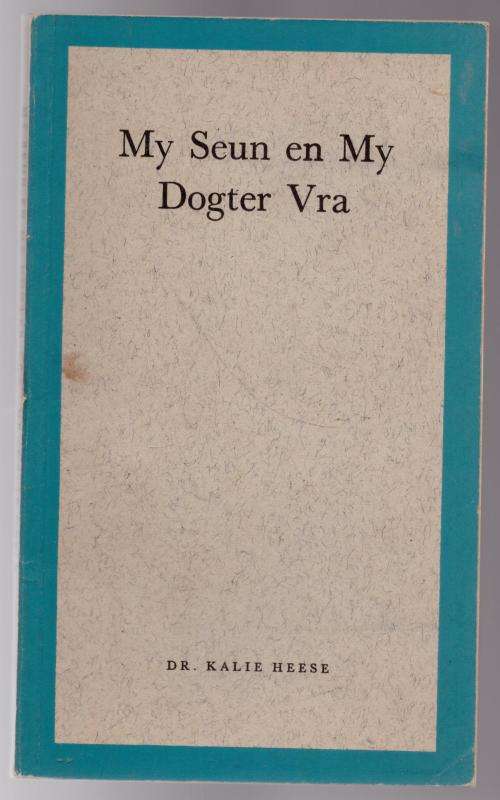 My Seun en My
Dogter Vra
DR. KALIE HEESE